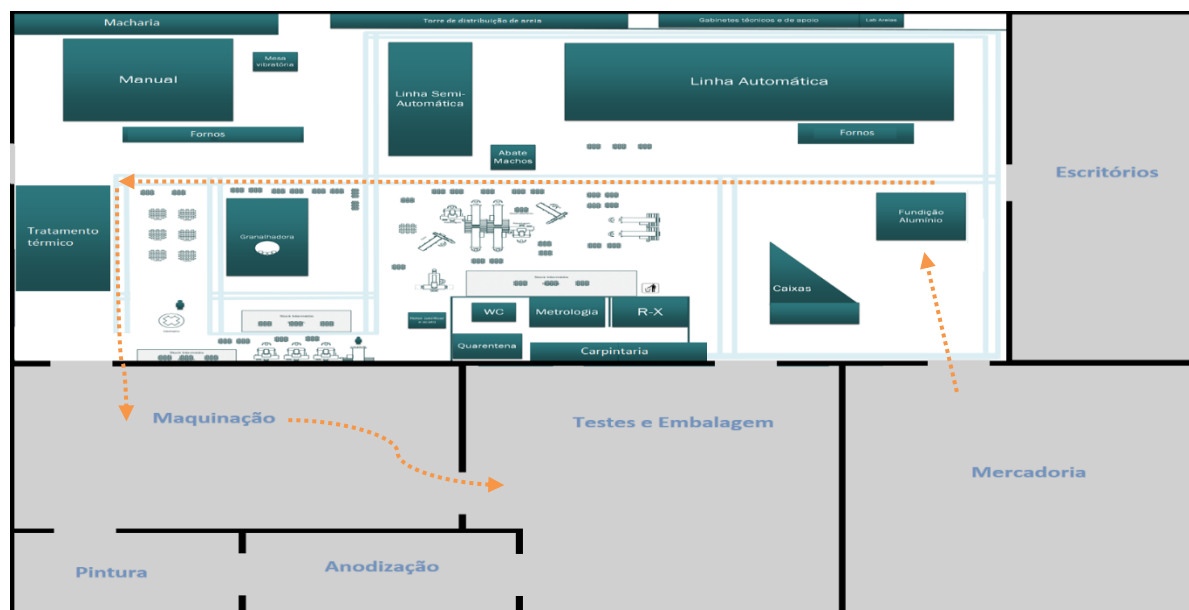 Macharia
Torre de distribuição de areia
Gabinetes técnicos e de apoio
Lab Areias
Manual
Mesa
vibratória
Linha Semi-
Automática
Linha Automática
Fornos
Fornos
Abate
Machos
Escritórios
Tratamento
térmico
Granalhadora
Fundição
Alumínio
Caixas
WC
Metrologia
R-X
Quarentena
Carpintaria
Maquinação
Testes e Embalagem
Mercadoria
Pintura
Anodização